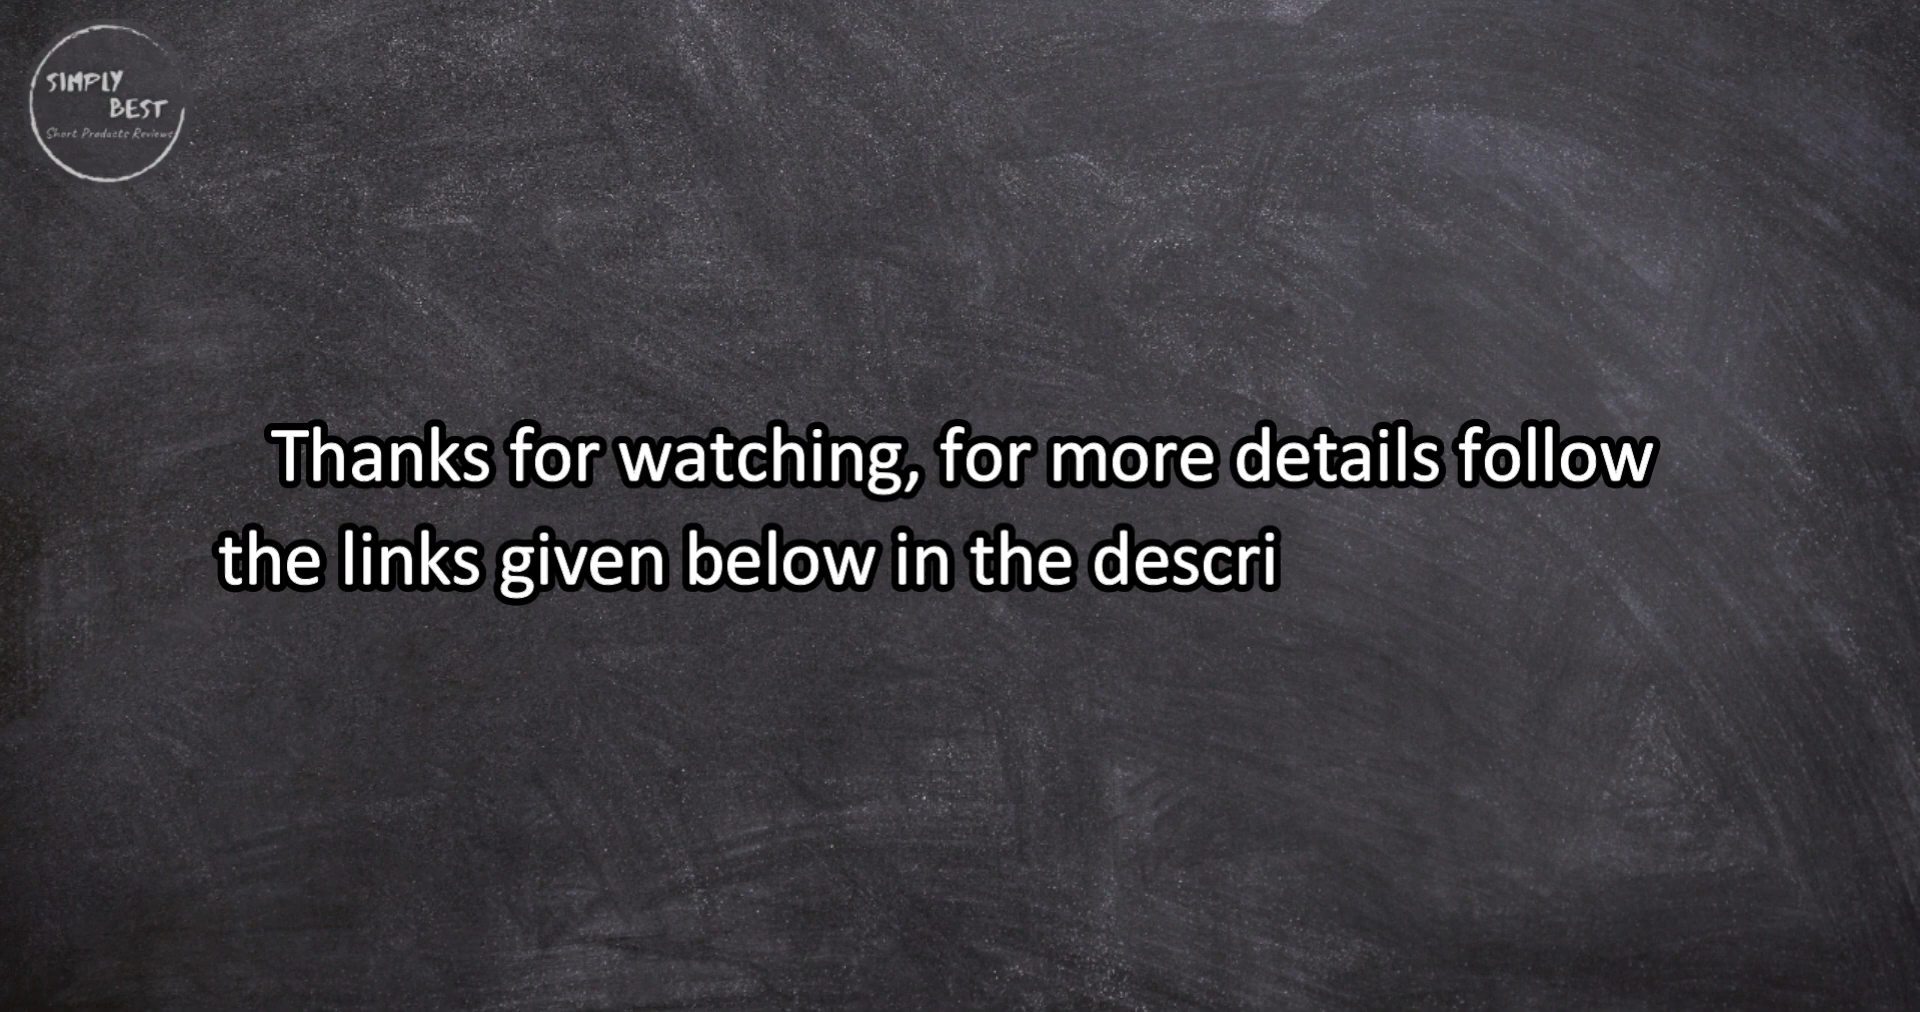 SIMPLY
BEST
Short Products Reviews
Thanks for watching, for more details follow
the links given below in the descri